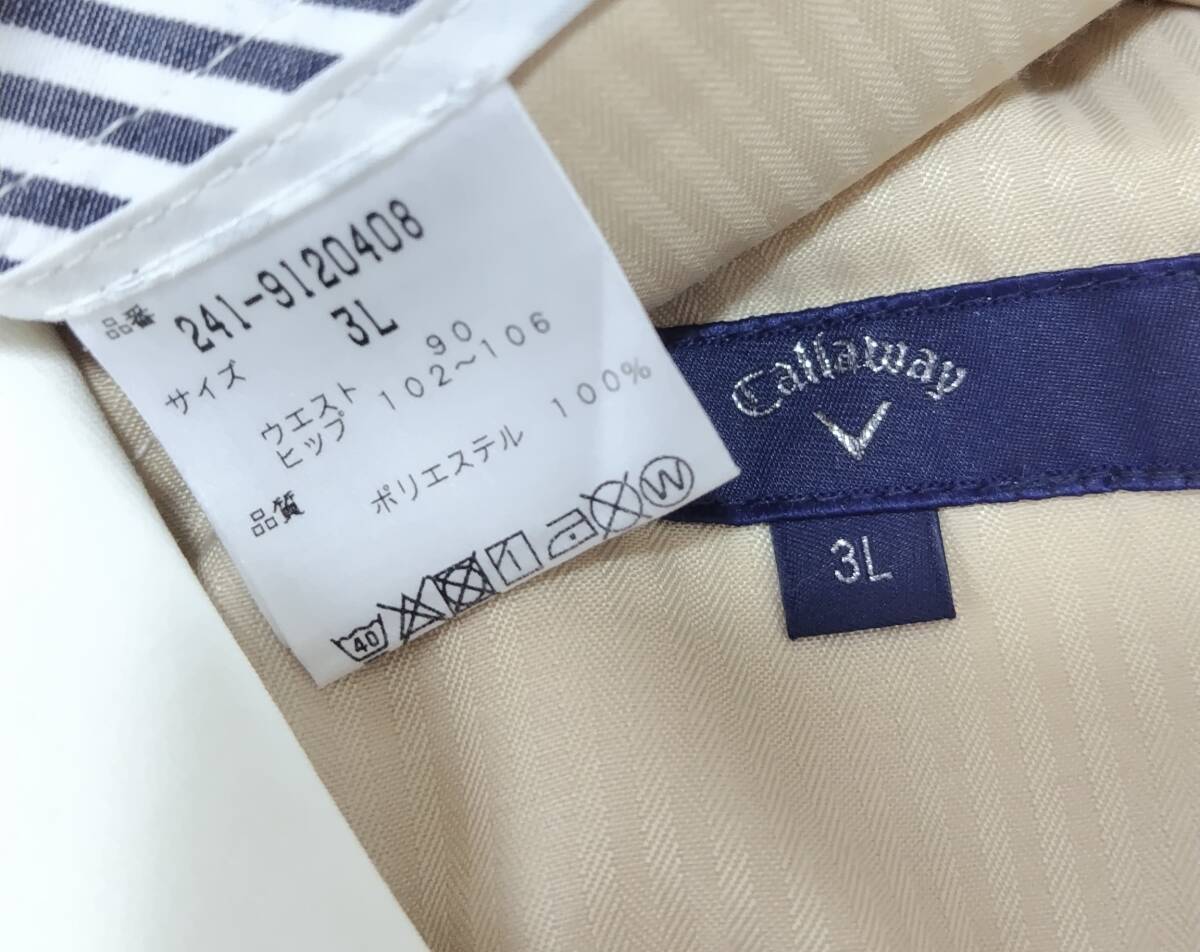 品番 241-9120408
サイズ 3L
ウエスト 90
ヒップ 102～106
品質 ポリエステル 100%
40 1 W
Callaway
3L